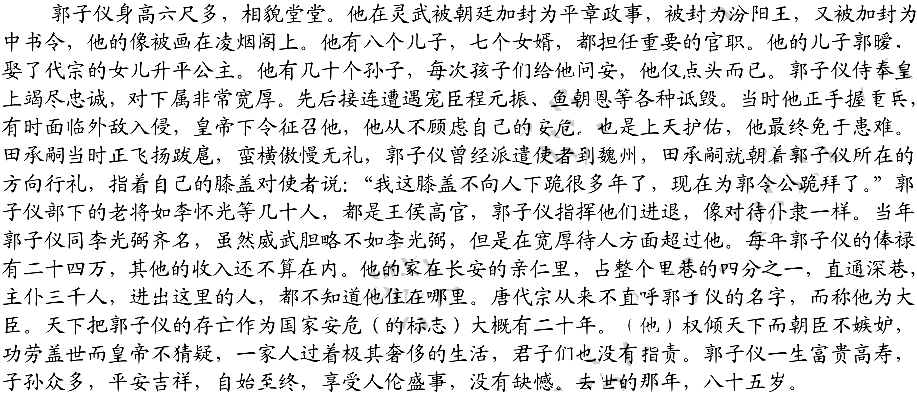 郭子仪身高六尺多，相貌堂堂。他在灵武被朝廷加封为平章政事，被封为汾阳王，又被加封为
中书令，他的像被画在凌烟阁上。他有八个儿子，七个女婿，都担任重要的官职。他的儿子郭暧，
娶了代宗的女儿升平公主。他有几十个孙子，每次孩子们给他问安，他仅点头而已。郭子仪侍奉皇
上竭尽忠诚，对下属非常宽厚。先后接连遭遇宠臣程元振、鱼朝恩等各种诋毁。当时他正手握重兵，
有时面临外敌入侵，皇帝下令征召他，他从不顾虑自己的安危，也是上天护佑，他最终免于患难。
田承嗣当时正飞扬跋扈，蛮横傲慢无礼，郭子仪曾经派遣使者到魏州，田承嗣就朝着郭子仪所在的
方向行礼，指着自己的膝盖对使者说：“我这膝盖不向人下跪很多年了，现在为郭令公跪拜了。”郭
子仪部下的老将如李怀光等几十人，都是王侯高官，郭子仪指挥他们进退，像对待仆隶一样。当年
郭子仪同李光弼齐名，虽然威武胆略不如李光弼，但是在宽厚待人方面超过他。每年郭子仪的俸禄
有二十四万，其他的收入还不算在内。他的家在长安的亲仁里，占整个里巷的四分之一，直通深巷，
主仆三千人，进出这里的人，都不知道他住在哪里。唐代宗从来不直呼郭子仪的名字，而称他为大
臣。天下把郭子仪的存亡作为国家安危（的标志）大概有二十年。（他）权倾天下而朝臣不嫉妒，
功劳盖世而皇帝不猜疑，一家人过着极其奢侈的生活，君子们也没有指责。郭子仪一生富贵高寿，
子孙众多，平安吉祥，自始至终，享受人伦盛事，没有缺憾。去世的那年，八十五岁。